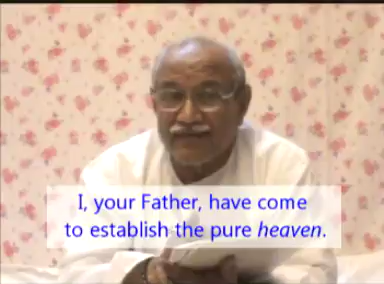 I, your Father, have come
to establish the pure heaven.